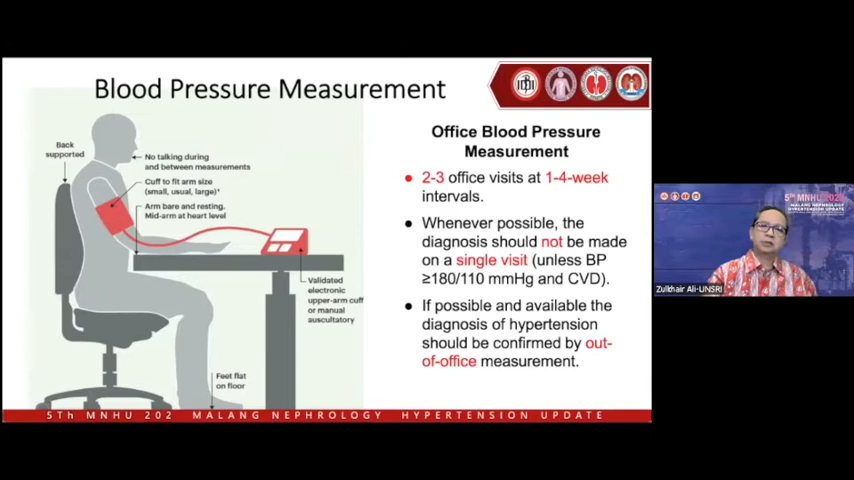 Blood Pressure Measurement
Back
supported
No talking during
and between measurements
Cuff to fit arm size
(small, usual, large)*
Arm bare and resting.
Mid-arm at heart level
Validated
electronic
upper-arm cuff
or manual
auscultatory
Feet flat
on floor
Office Blood Pressure
Measurement
• 2-3 office visits at 1-4-week
intervals.
• Whenever possible, the
diagnosis should not be made
on a single visit (unless BP
≥180/110 mmHg and CVD).
• If possible and available the
diagnosis of hypertension
should be confirmed by out-
of-office measurement.
5Th MNHU 202 MALANG NEPHROLOGY HYPERTENSION UPDATE
MALANG NEPHROLOGY
HYPERTENSION UPDATE
Zulkhair Ali-UNSRI